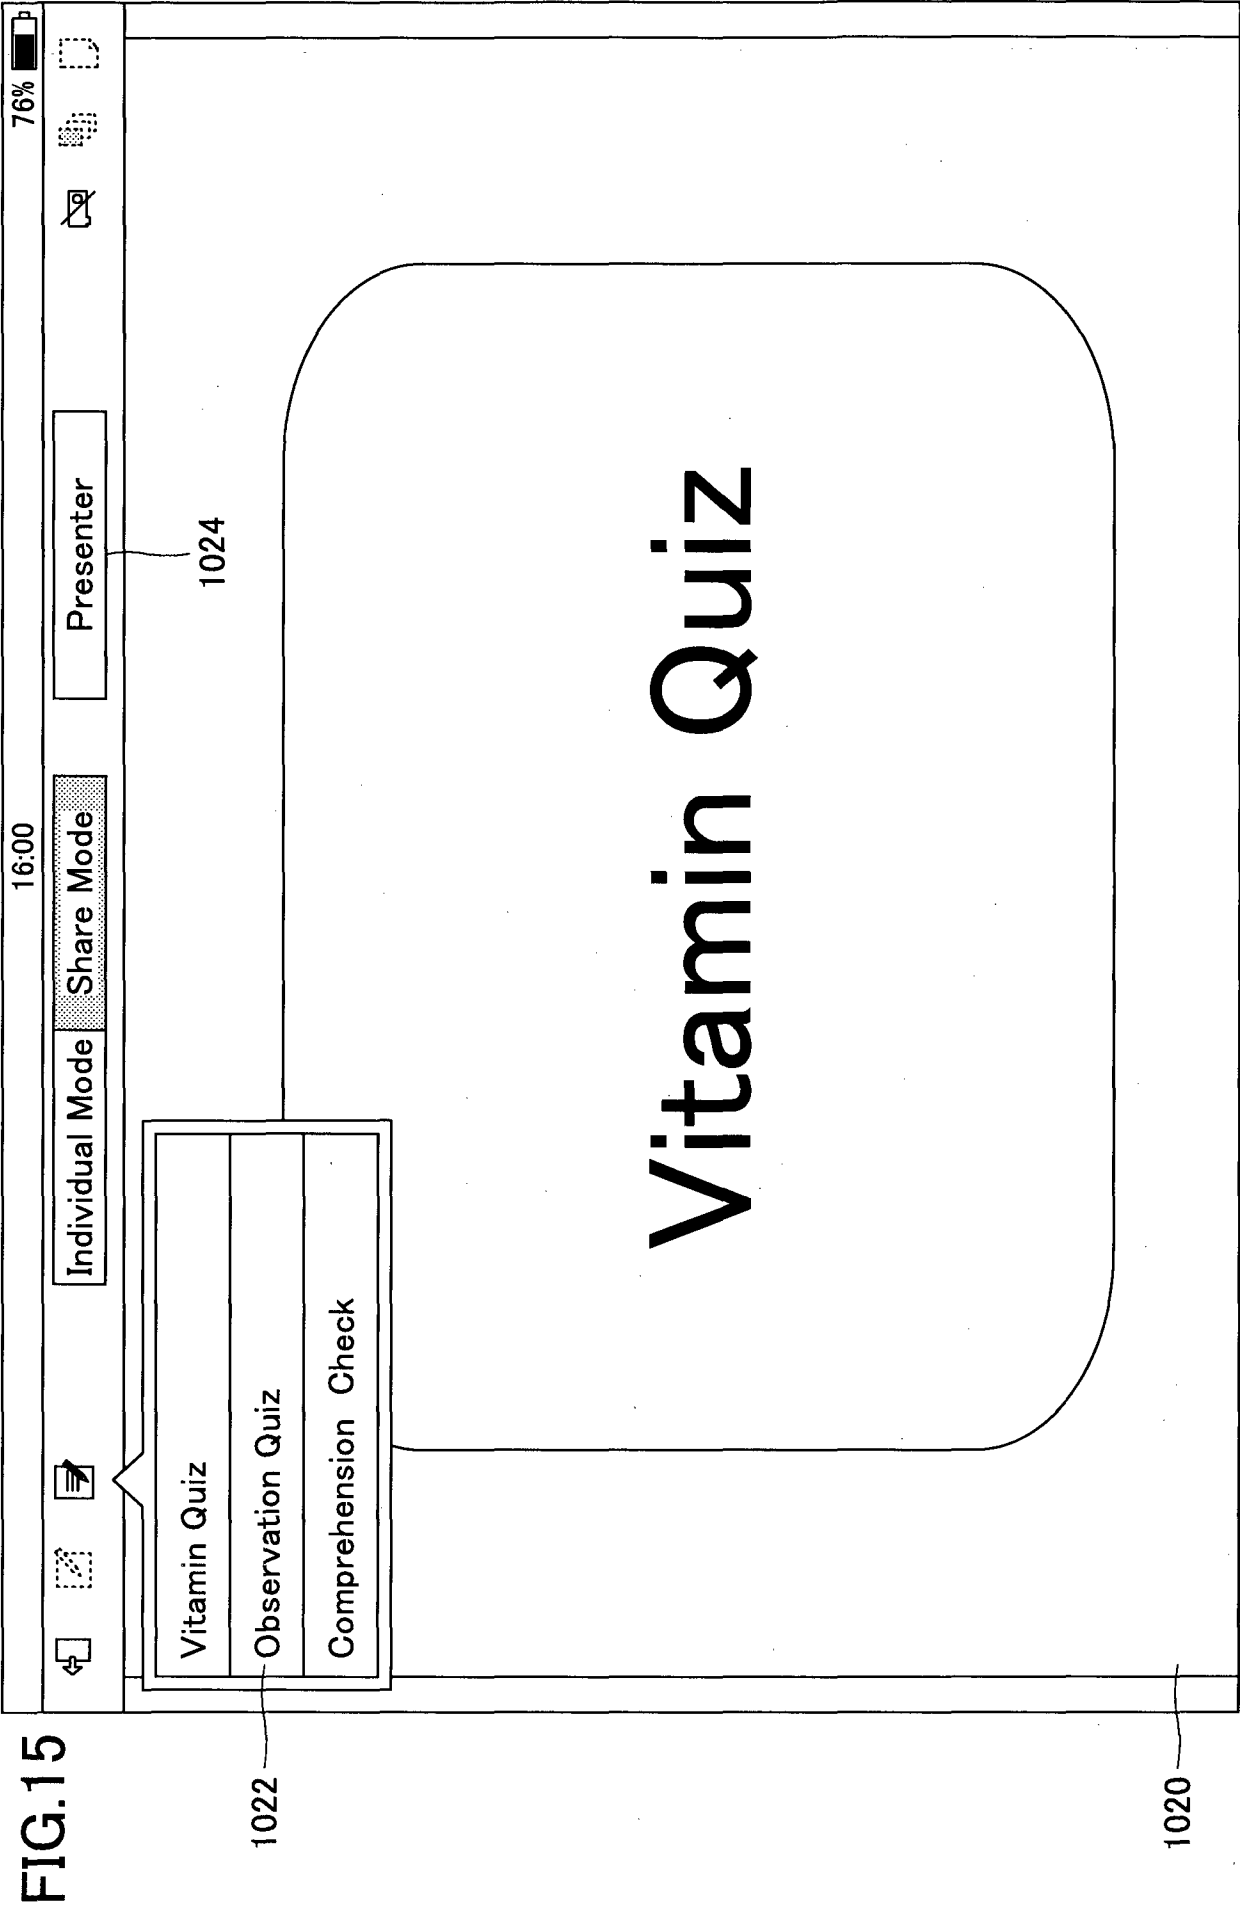 FIG.15
16:00
76%
Individual Mode
Share Mode
Presenter
1024
Vitamin Quiz
Observation Quiz
Comprehension Check
1022
Vitamin Quiz
1020